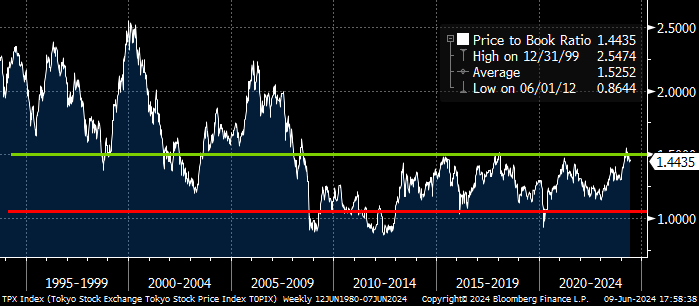 Price to Book Ratio 1.4435
High on 12/31/99 2.5474
Average 1.5252
Low on 06/01/12 0.8644
2.5000
2.0000
1.5000
1.4435
1.0000
1995-1999 2000-2004 2005-2009 2010-2014 2015-2019 2020-2024
TPX Index (Tokyo Stock Exchange Tokyo Stock Price Index TOPIX) Weekly 12JUN1980-07JUN2024 Copyright© 2024 Bloomberg Finance L.P. 09-Jun-2024 17:58:38